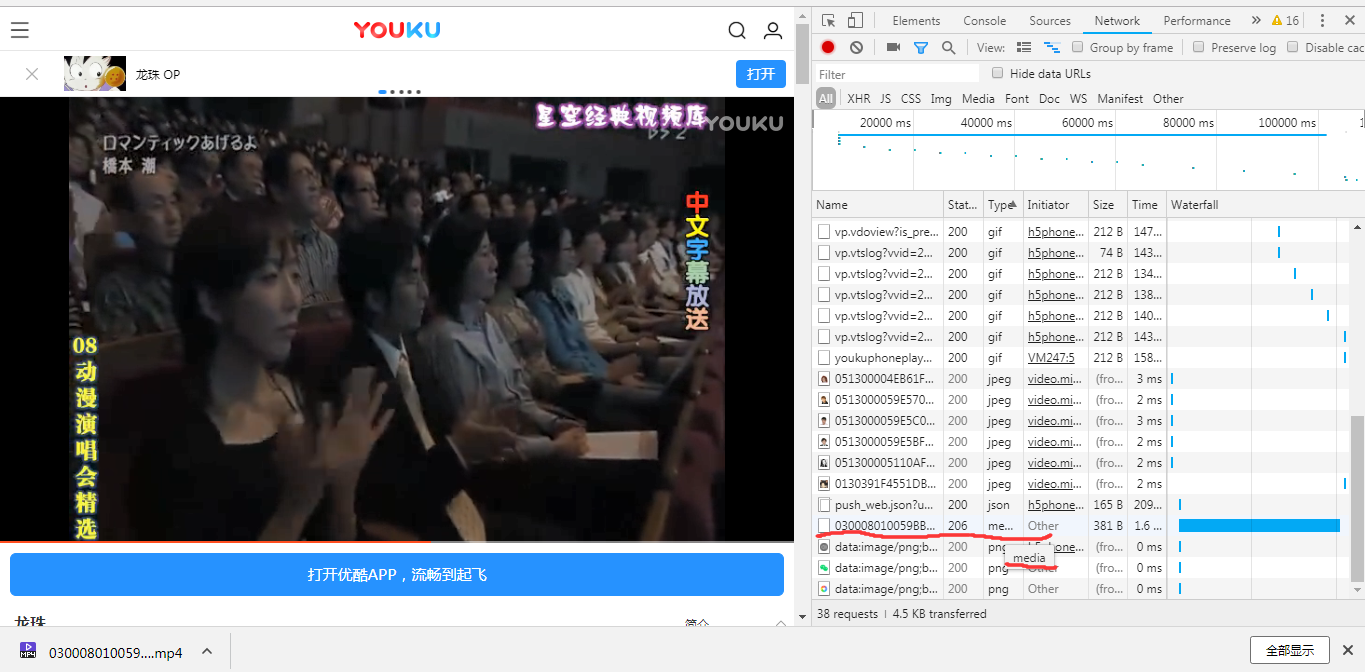 YOUKU
龙珠 OP
打开
星空经典视频库
YOUKU
ロマンティックあげるよ
橋本 潮
中文字幕放送
08动漫演唱会精选
打开优酷APP，流畅到起飞
龙珠
简介
030008010059....mp4
全部显示
Elements Console Sources Network Performance » 16
View: Group by frame Preserve log Disable cac
Filter Hide data URLs
All XHR JS CSS Img Media Font Doc WS Manifest Other
20000 ms 40000 ms 60000 ms 80000 ms 100000 ms
Name Stat... Type Initiator Size Time Waterfall
vp.vdoview?is_pre... 200 gif h5phone... 212 B 147...
vp.vtslog?vvid=2... 200 gif h5phone... 74 B 143...
vp.vtslog?vvid=2... 200 gif h5phone... 212 B 134...
vp.vtslog?vvid=2... 200 gif h5phone... 212 B 138...
vp.vtslog?vvid=2... 200 gif h5phone... 212 B 140...
vp.vtslog?vvid=2... 200 gif h5phone... 212 B 143...
youkuphoneplay... 200 gif VM247:5 212 B 158...
051300004EB61F... 200 jpeg video.mi... (fro... 3 ms
0513000059E570... 200 jpeg video.mi... (fro... 2 ms
0513000059E5C0... 200 jpeg video.mi... (fro... 3 ms
0513000059E5BF... 200 jpeg video.mi... (fro... 2 ms
051300005110AF... 200 jpeg video.mi... (fro... 2 ms
0130391F4551DB... 200 jpeg video.mi... (fro... 2 ms
push_web.json?u... 200 json h5phone... 165 B 209...
030008010059BB... 206 me... Other 381 B 1.6 ...
data:image/png;b... 200 png h5phone... (fro... 0 ms
media
data:image/png;b... 200 png Other (fro... 0 ms
data:image/png;b... 200 png Other (fro... 0 ms
38 requests | 4.5 KB transferred